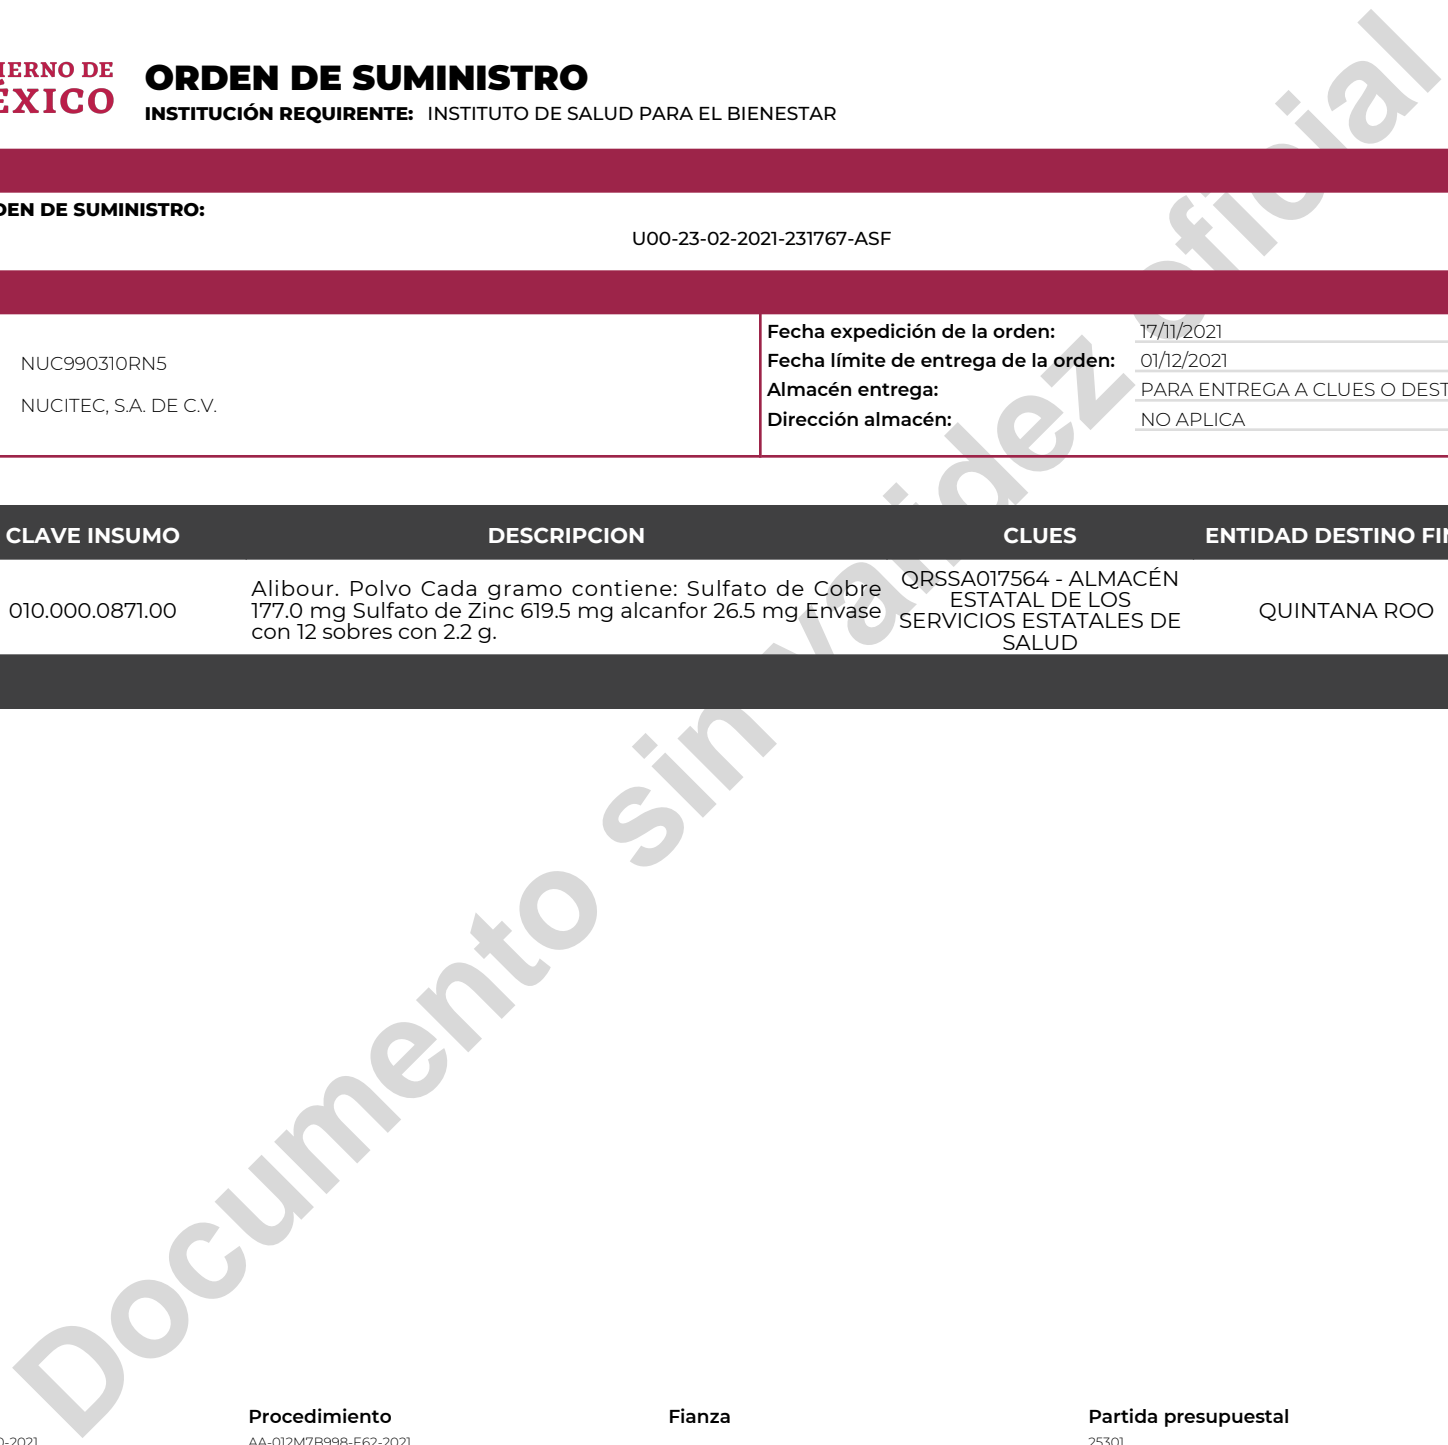 IERNO DE
ÉXICO
ORDEN DE SUMINISTRO
INSTITUCIÓN REQUIRENTE: INSTITUTO DE SALUD PARA EL BIENESTAR
DEN DE SUMINISTRO:
U00-23-02-2021-231767-ASF
NUC990310RN5
NUCITEC, S.A. DE C.V.
Fecha expedición de la orden: 17/11/2021
Fecha límite de entrega de la orden: 01/12/2021
Almacén entrega: PARA ENTREGA A CLUES O DEST
Dirección almacén: NO APLICA
CLAVE INSUMO DESCRIPCION CLUES ENTIDAD DESTINO FIN
010.000.0871.00
Alibour. Polvo Cada gramo contiene: Sulfato de Cobre
177.0 mg Sulfato de Zinc 619.5 mg alcanfor 26.5 mg Envase
con 12 sobres con 2.2 g.
QRSSA017564 - ALMACÉN
ESTATAL DE LOS
SERVICIOS ESTATALES DE
SALUD
QUINTANA ROO
Documento sin validez oficial
Procedimiento Fianza Partida presupuestal
0-2021 AA-012M7B998-E62-2021 25301